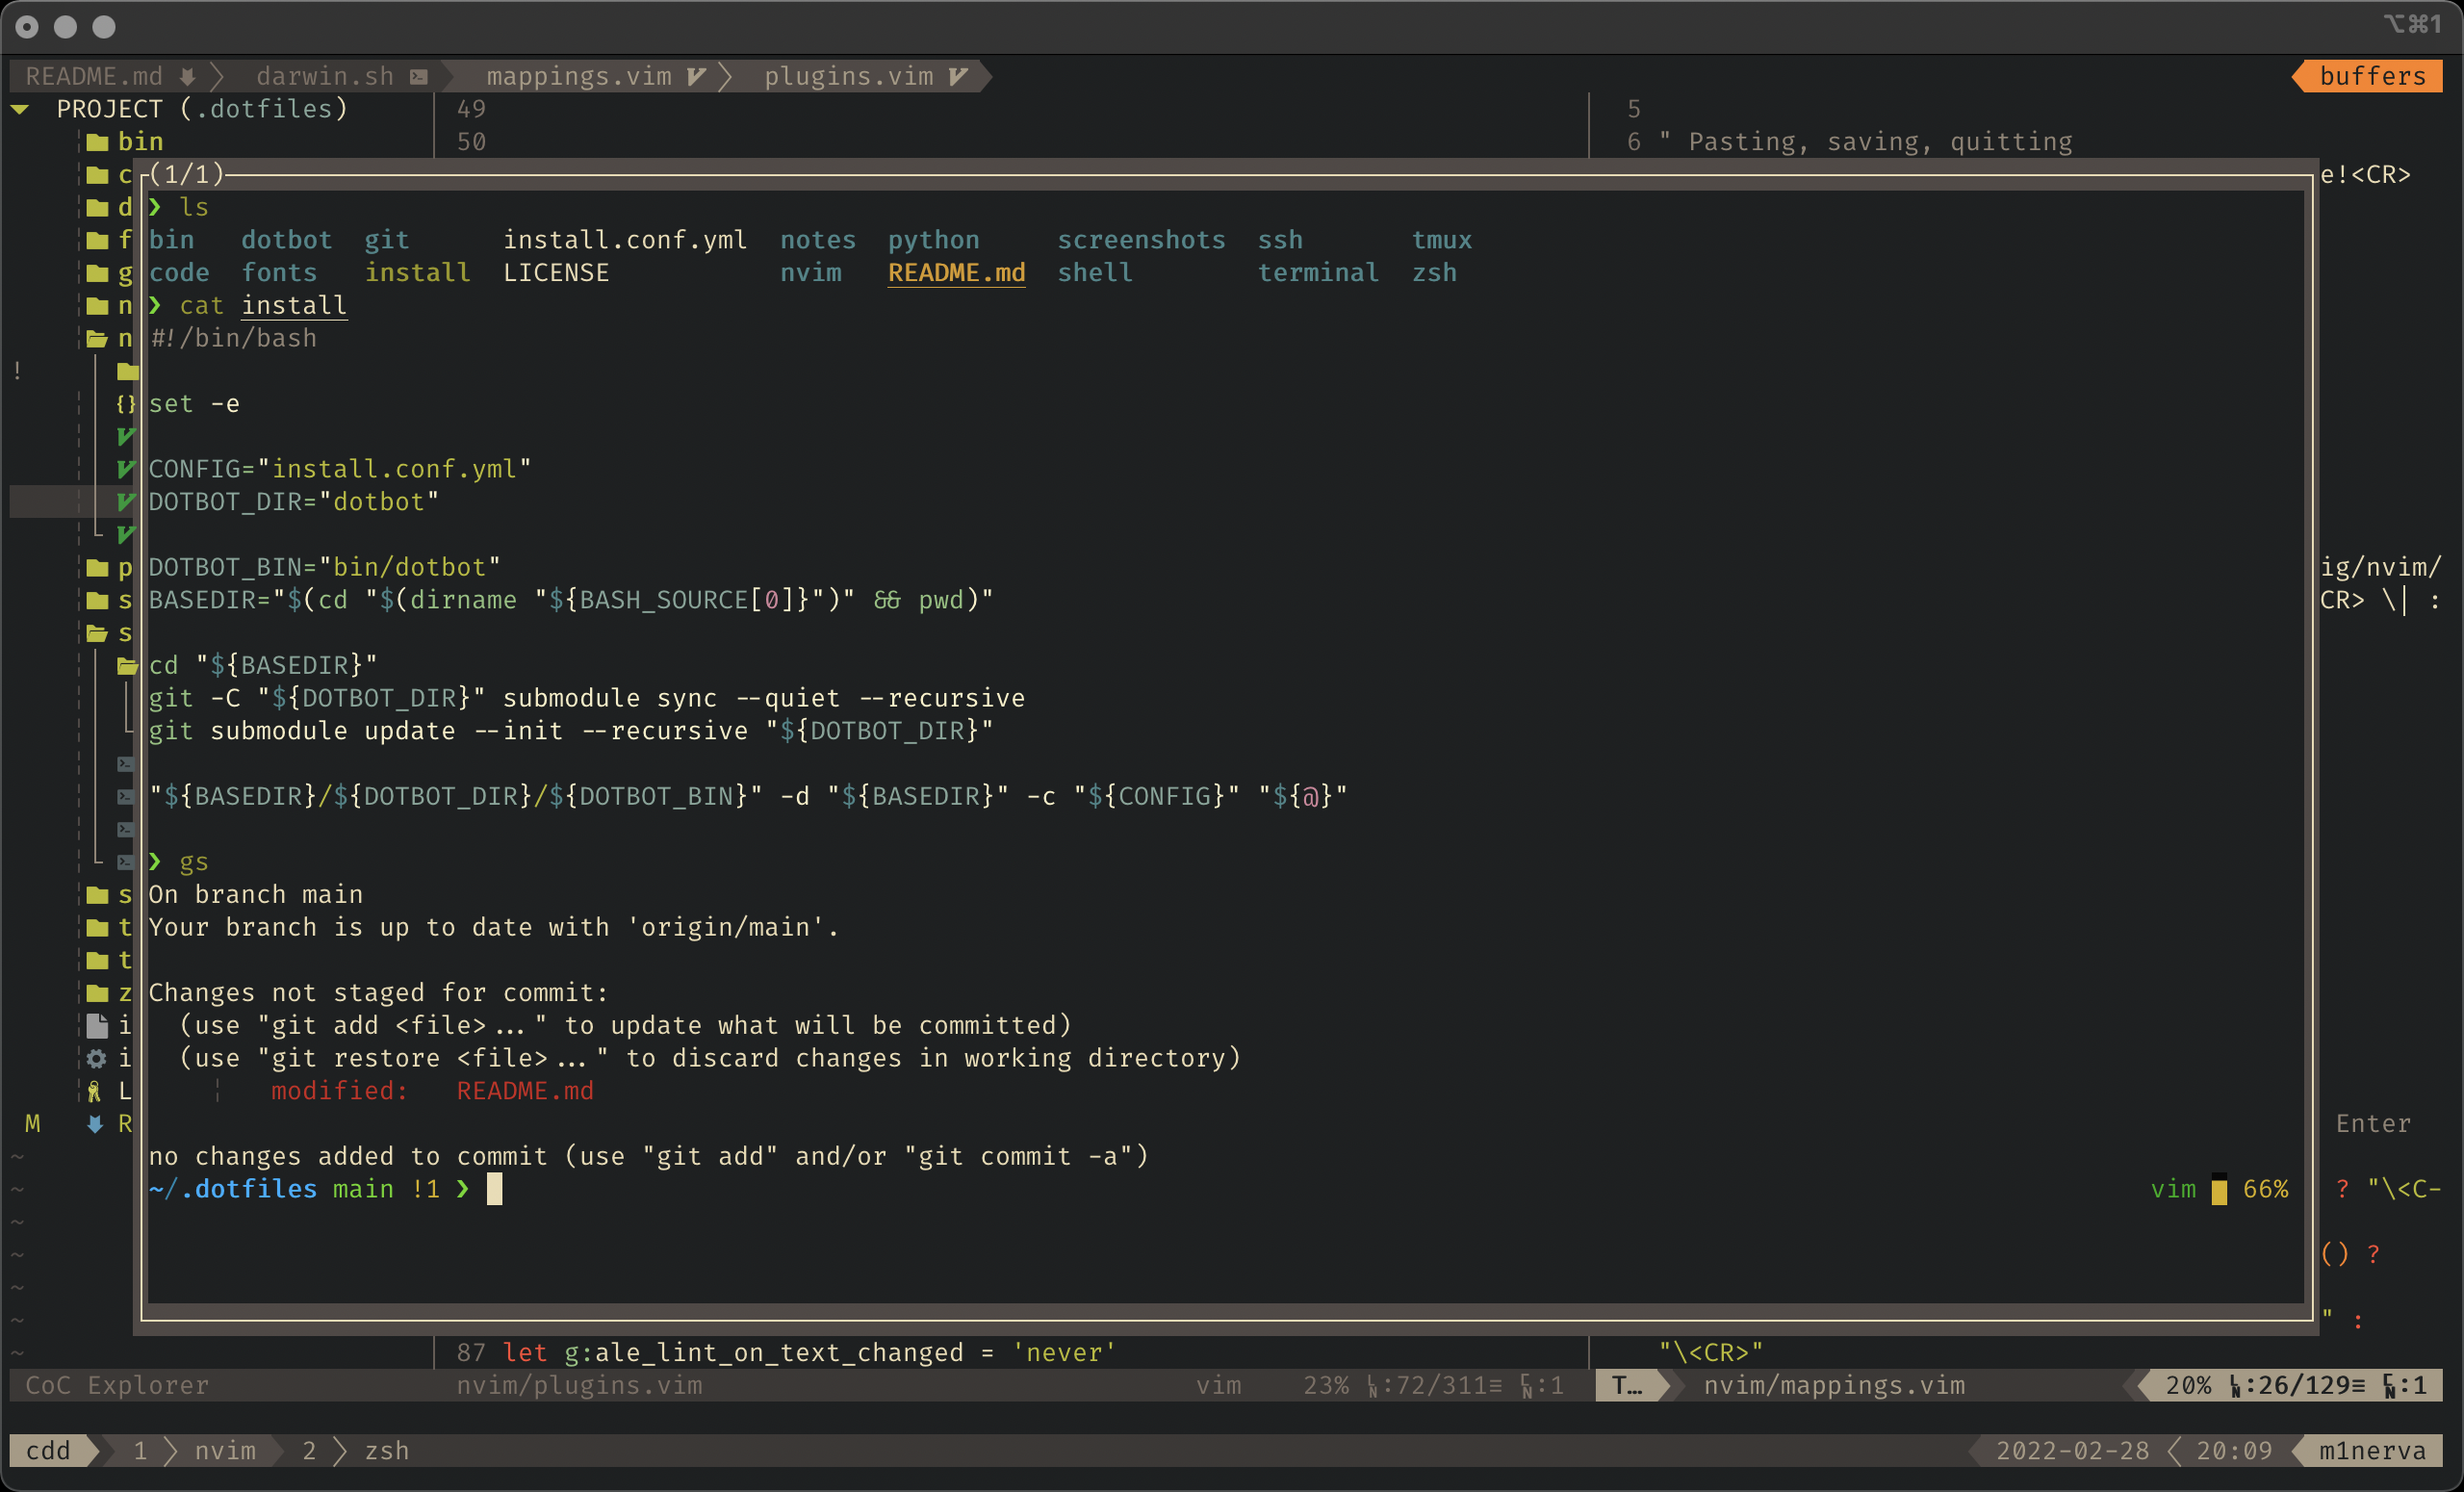 ⌥⌘1
README.md darwin.sh mappings.vim plugins.vim buffers
PROJECT (.dotfiles)
49
5
bin
50
6 " Pasting, saving, quitting
c
(1/1)
e!<CR>
d
❯ ls
f
bin dotbot git install.conf.yml notes python screenshots ssh tmux
g
code fonts install LICENSE nvim README.md shell terminal zsh
n
❯ cat install
n
#!/bin/bash
!
{}
set -e
CONFIG="install.conf.yml"
DOTBOT_DIR="dotbot"
p
DOTBOT_BIN="bin/dotbot"
ig/nvim/
s
BASEDIR="$(cd "$(dirname "${BASH_SOURCE[0]}")" && pwd)"
CR> \| :
s
cd "${BASEDIR}"
git -C "${DOTBOT_DIR}" submodule sync --quiet --recursive
git submodule update --init --recursive "${DOTBOT_DIR}"
"${BASEDIR}/${DOTBOT_DIR}/${DOTBOT_BIN}" -d "${BASEDIR}" -c "${CONFIG}" "${@}"
❯ gs
s
On branch main
t
Your branch is up to date with 'origin/main'.
t
z
Changes not staged for commit:
i
(use "git add <file>..." to update what will be committed)
i
(use "git restore <file>..." to discard changes in working directory)
L
modified: README.md
M R
Enter
~
no changes added to commit (use "git add" and/or "git commit -a")
~
~/.dotfiles main !1 ❯
vim 66%
? "\<C-
~
~
() ?
~
~
" :
~
87 let g:ale_lint_on_text_changed = 'never'
"\<CR>"
CoC Explorer
nvim/plugins.vim vim 23% LN:72/311≡ CN:1
T… nvim/mappings.vim 20% LN:26/129≡ CN:1
cdd 1 nvim 2 zsh 2022-02-28 20:09 m1nerva